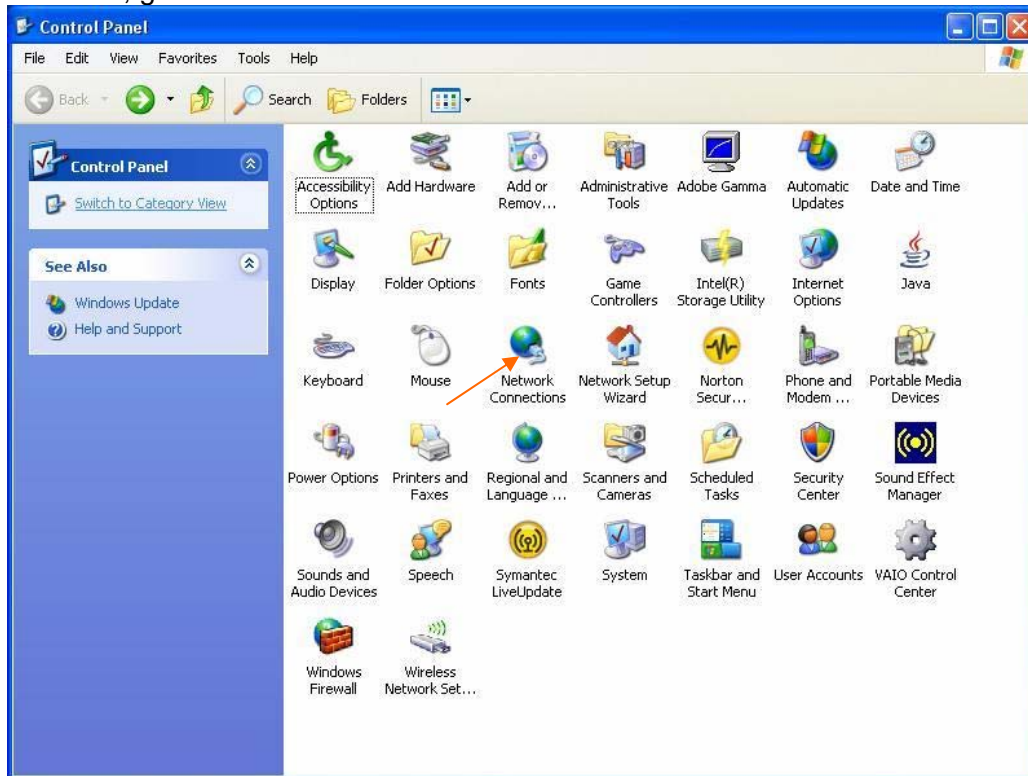 Control Panel
File Edit View Favorites Tools Help
Back Search Folders
Control Panel
Switch to Category View
See Also
Windows Update
Help and Support
Accessibility Options
Add Hardware
Add or Remov...
Administrative Tools
Adobe Gamma
Automatic Updates
Date and Time
Display
Folder Options
Fonts
Game Controllers
Intel(R) Storage Utility
Internet Options
Java
Keyboard
Mouse
Network Connections
Network Setup Wizard
Norton Secur...
Phone and Modem ...
Portable Media Devices
Power Options
Printers and Faxes
Regional and Language ...
Scanners and Cameras
Scheduled Tasks
Security Center
Sound Effect Manager
Sounds and Audio Devices
Speech
Symantec LiveUpdate
System
Taskbar and Start Menu
User Accounts
VAIO Control Center
Windows Firewall
Wireless Network Set...